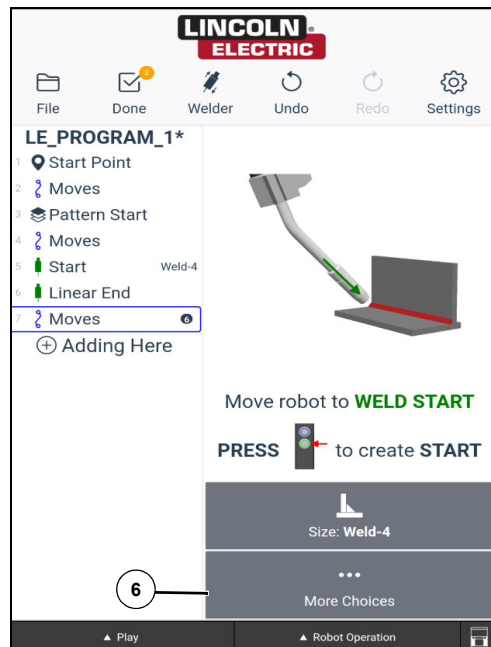 LINCOLN
ELECTRIC
2
File Done Welder Undo Redo Settings
LE_PROGRAM_1*
1 Start Point
2 Moves
3 Pattern Start
4 Moves
5 Start Weld-4
6 Linear End
7 Moves 6
Adding Here
Move robot to WELD START
PRESS to create START
Size: Weld-4
6
More Choices
Play Robot Operation